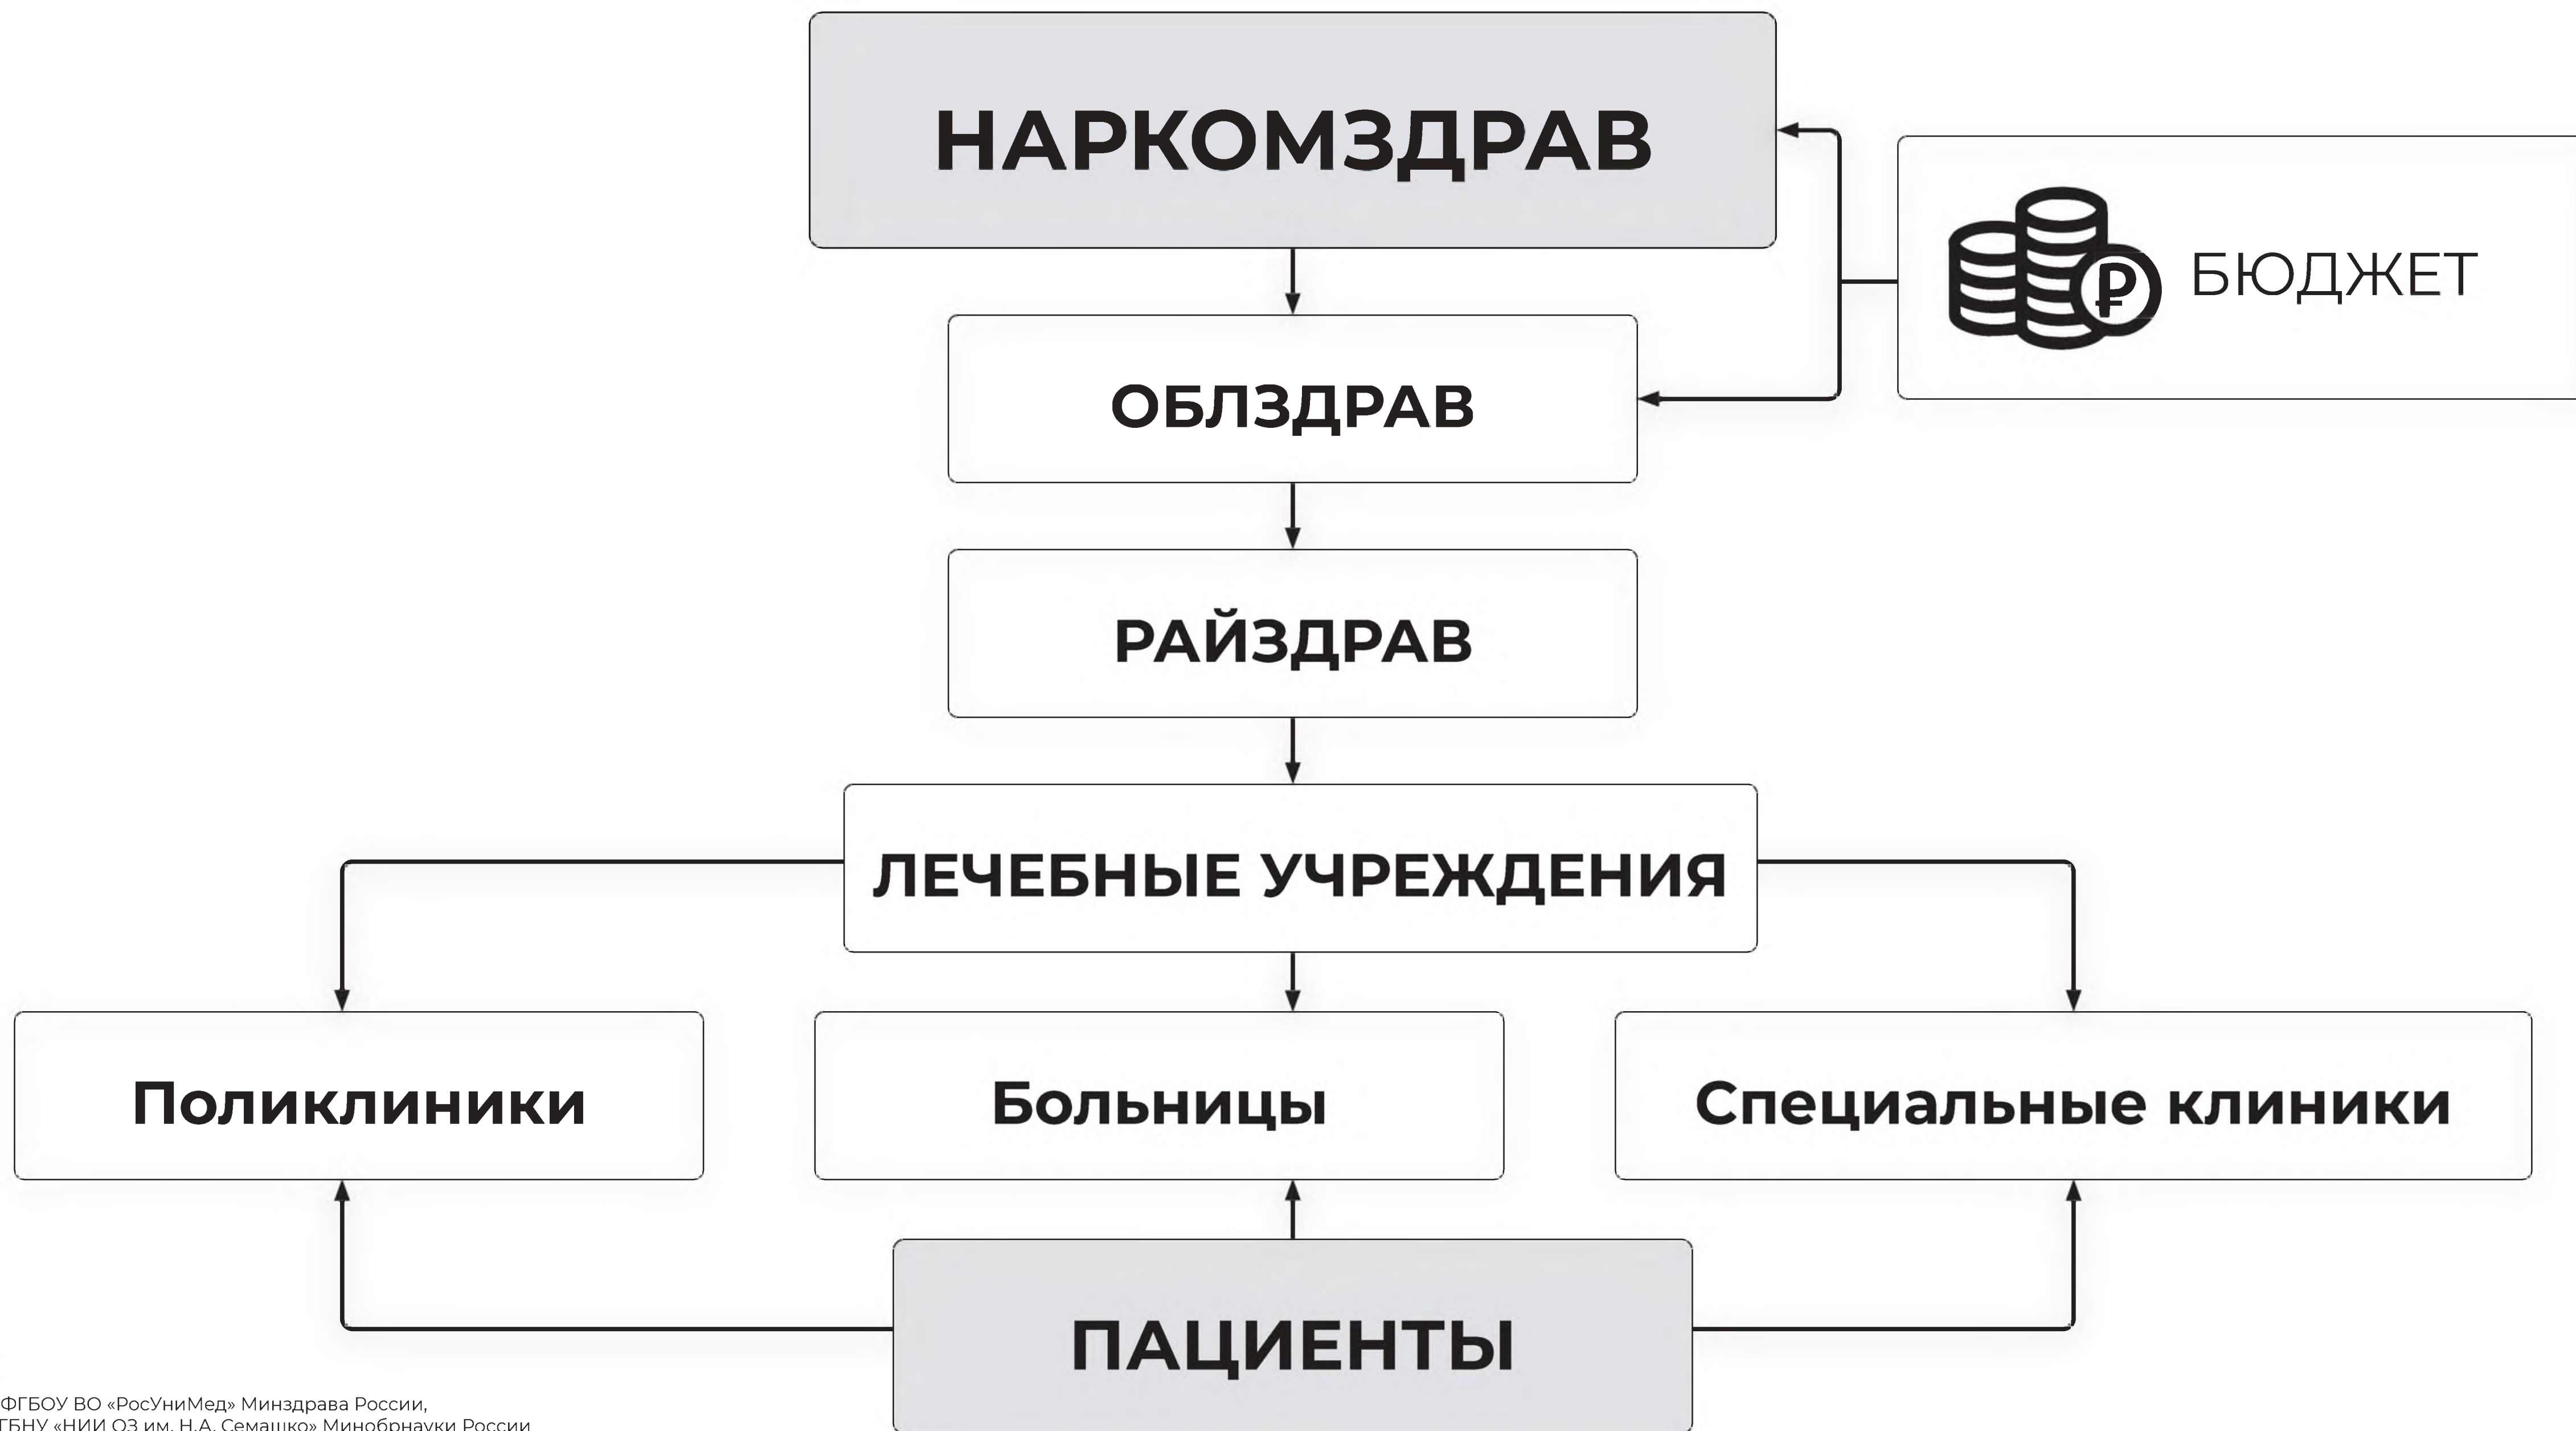 НАРКОМЗДРАВ
₽ БЮДЖЕТ
ОБЛЗДРАВ
РАЙЗДРАВ
ЛЕЧЕБНЫЕ УЧРЕЖДЕНИЯ
Поликлиники
Больницы
Специальные клиники
ПАЦИЕНТЫ
ФГБОУ ВО «РосУниМед» Минздрава России,
ГБНУ «НИИ ОЗ им. Н.А. Семашко» Минобрнауки России